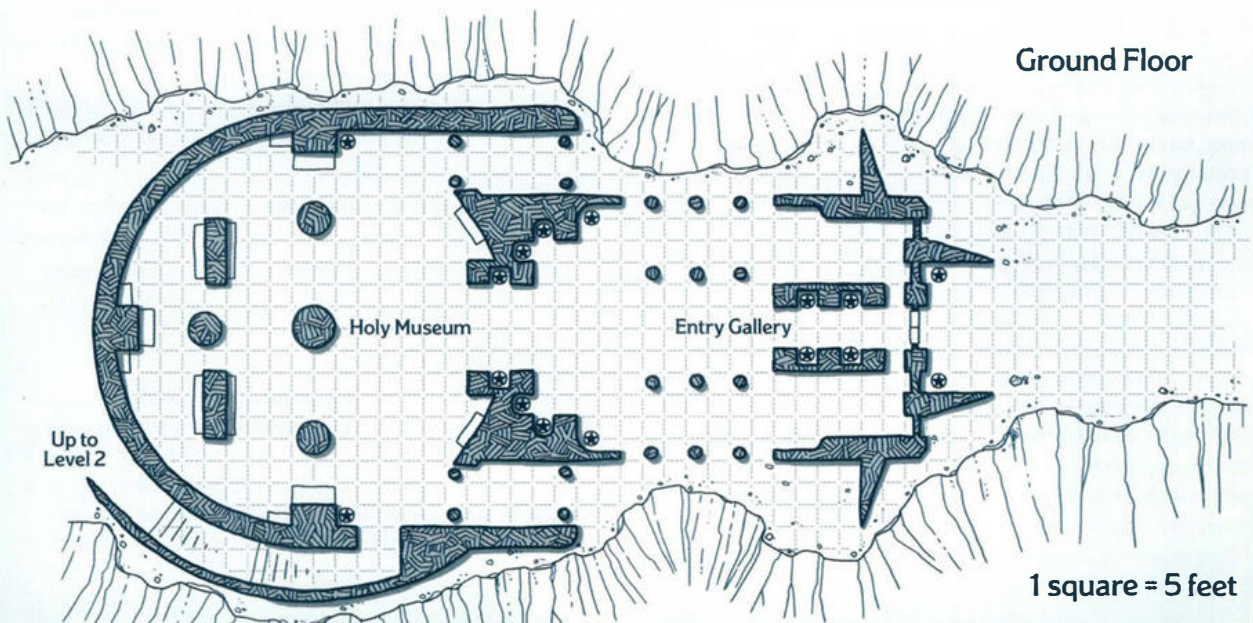 Ground Floor
Holy Museum
Entry Gallery
Up to
Level 2
1 square = 5 feet